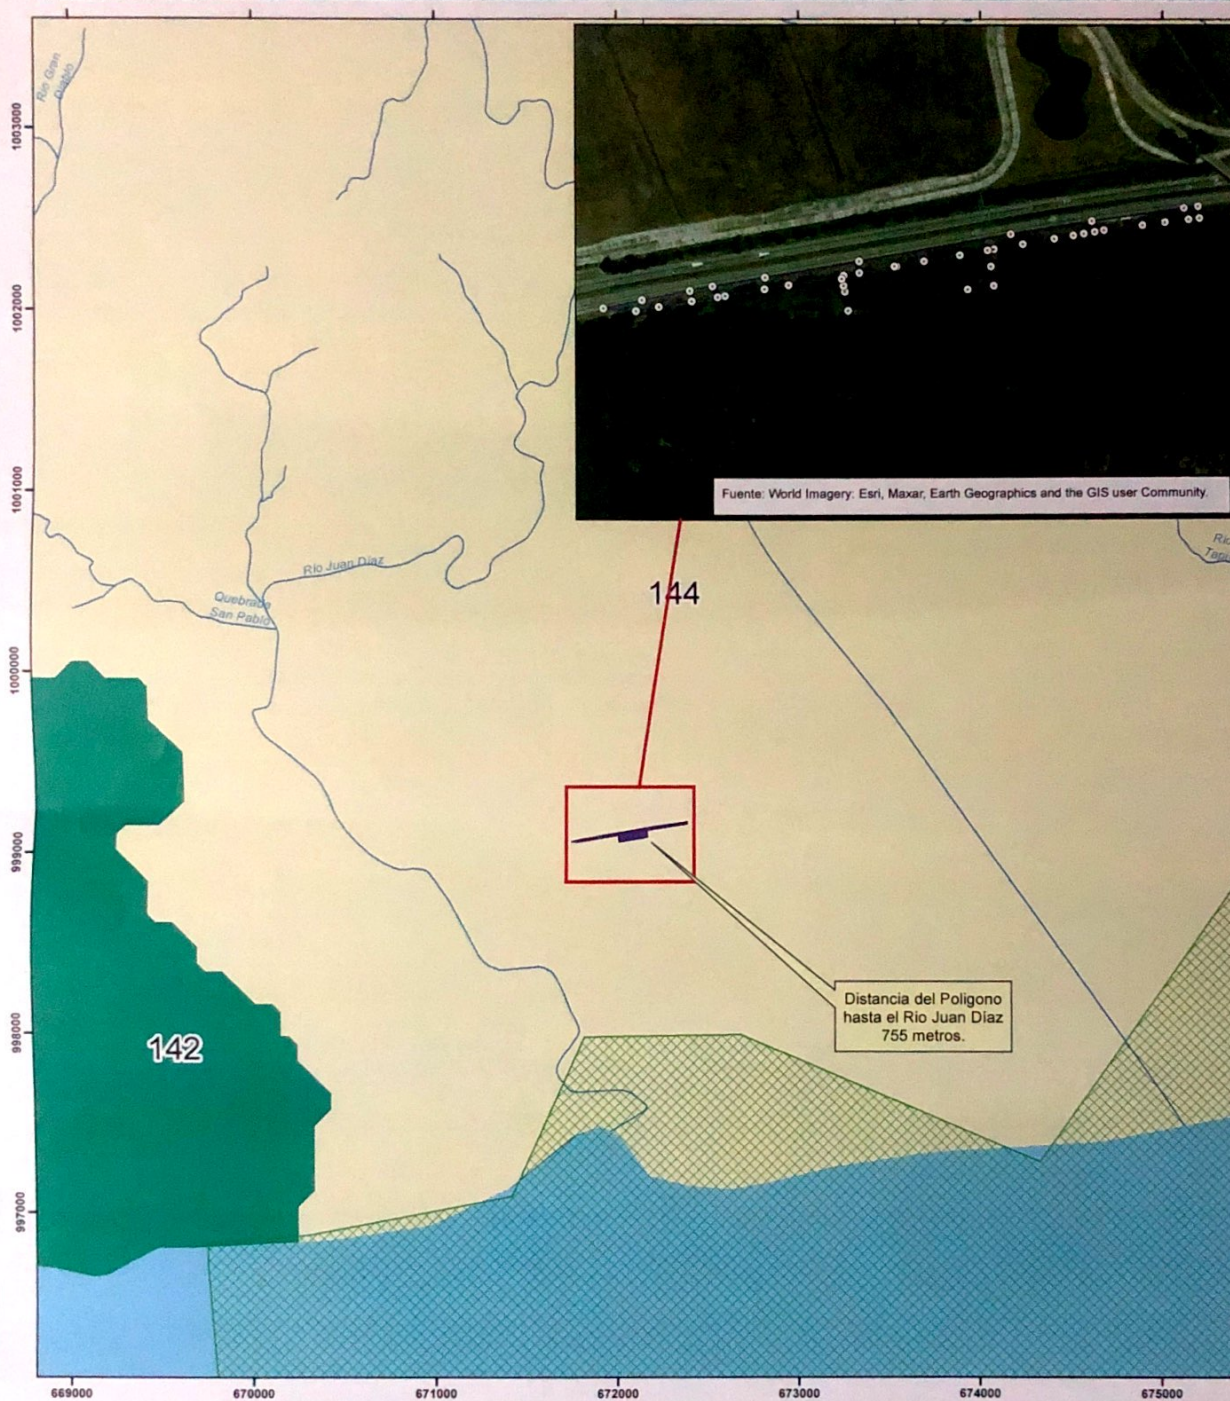 Rio Gran
Diablo
1003000
1002000
1001000
1000000
999000
998000
997000
Fuente: World Imagery: Esri, Maxar, Earth Geographics and the GIS user Community.
144
Rio Juan Díaz
Quebrada
San Pablo
142
Distancia del Poligono
hasta el Rio Juan Díaz
755 metros.
669000
670000
671000
672000
673000
674000
675000